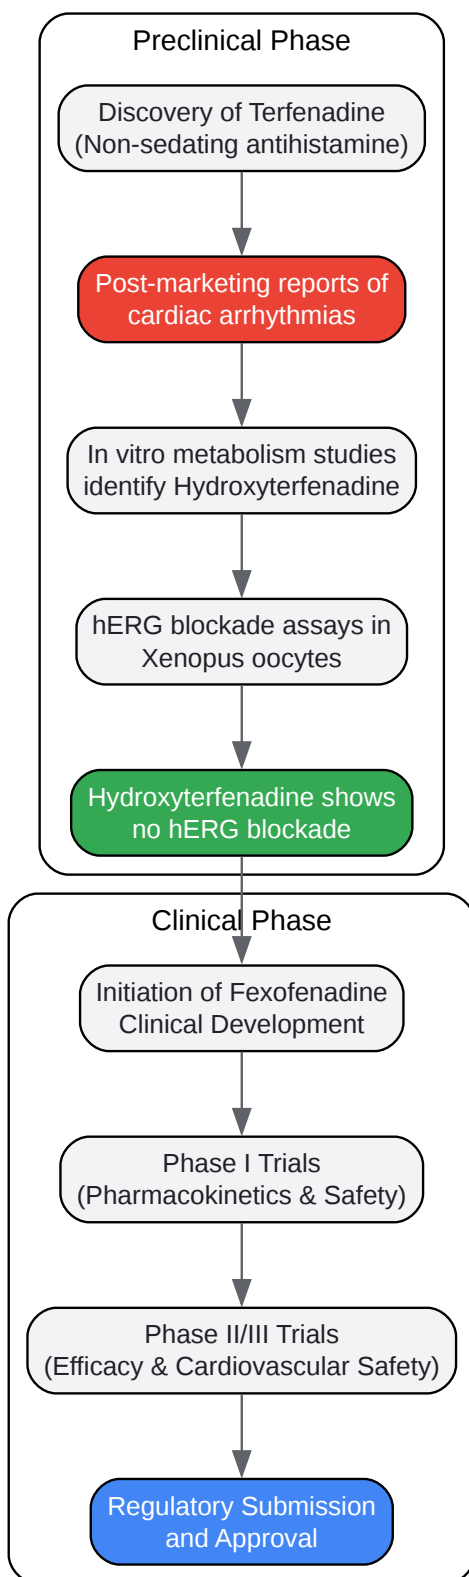 Preclinical Phase
Discovery of Terfenadine
(Non-sedating antihistamine)
Post-marketing reports of
cardiac arrhythmias
In vitro metabolism studies
identify Hydroxyterfenadine
hERG blockade assays in
Xenopus oocytes
Hydroxyterfenadine shows
no hERG blockade
Clinical Phase
Initiation of Fexofenadine
Clinical Development
Phase I Trials
(Pharmacokinetics & Safety)
Phase II/III Trials
(Efficacy & Cardiovascular Safety)
Regulatory Submission
and Approval